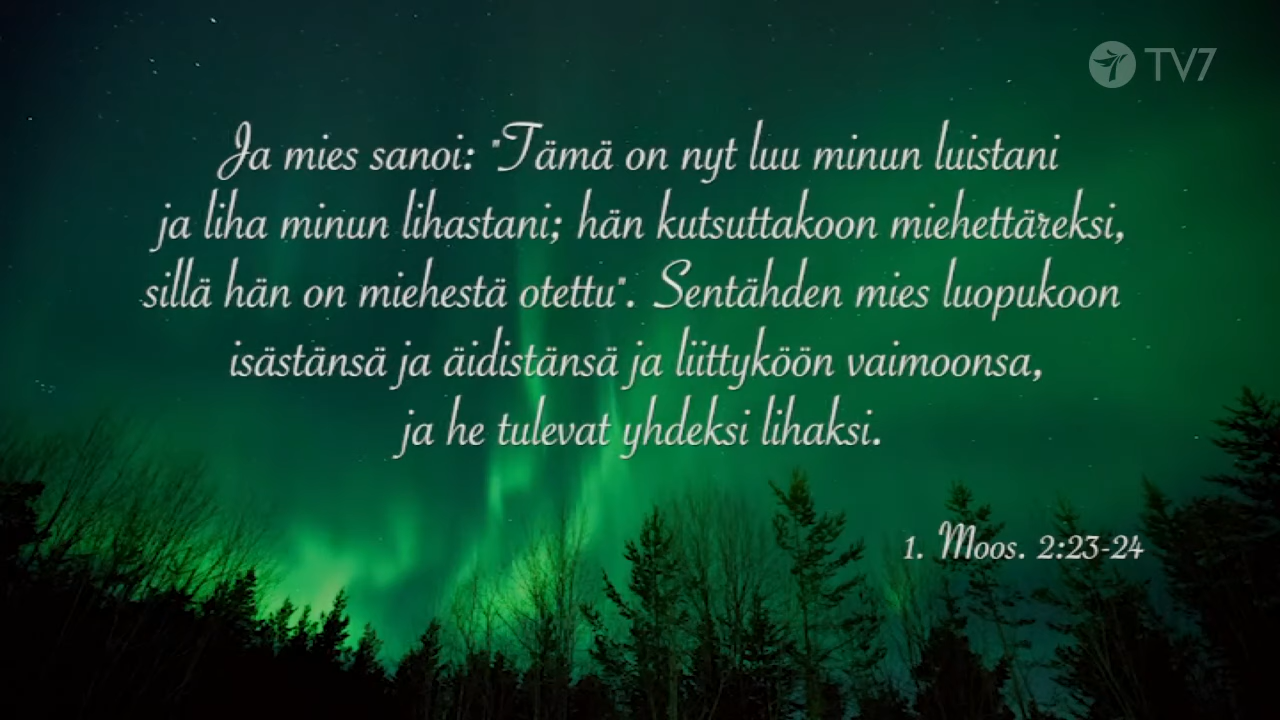 TV7
Ja mies sanoi: "Tämä on nyt luu minun luistani
ja liha minun lihastani; hän kutsuttakoon miehettäreksi,
sillä hän on miehestä otettu". Sentähden mies luopukoon
isästänsä ja äidistänsä ja liittyköön vaimoonsa,
ja he tulevat yhdeksi lihaksi.
1. Moos. 2:23-24